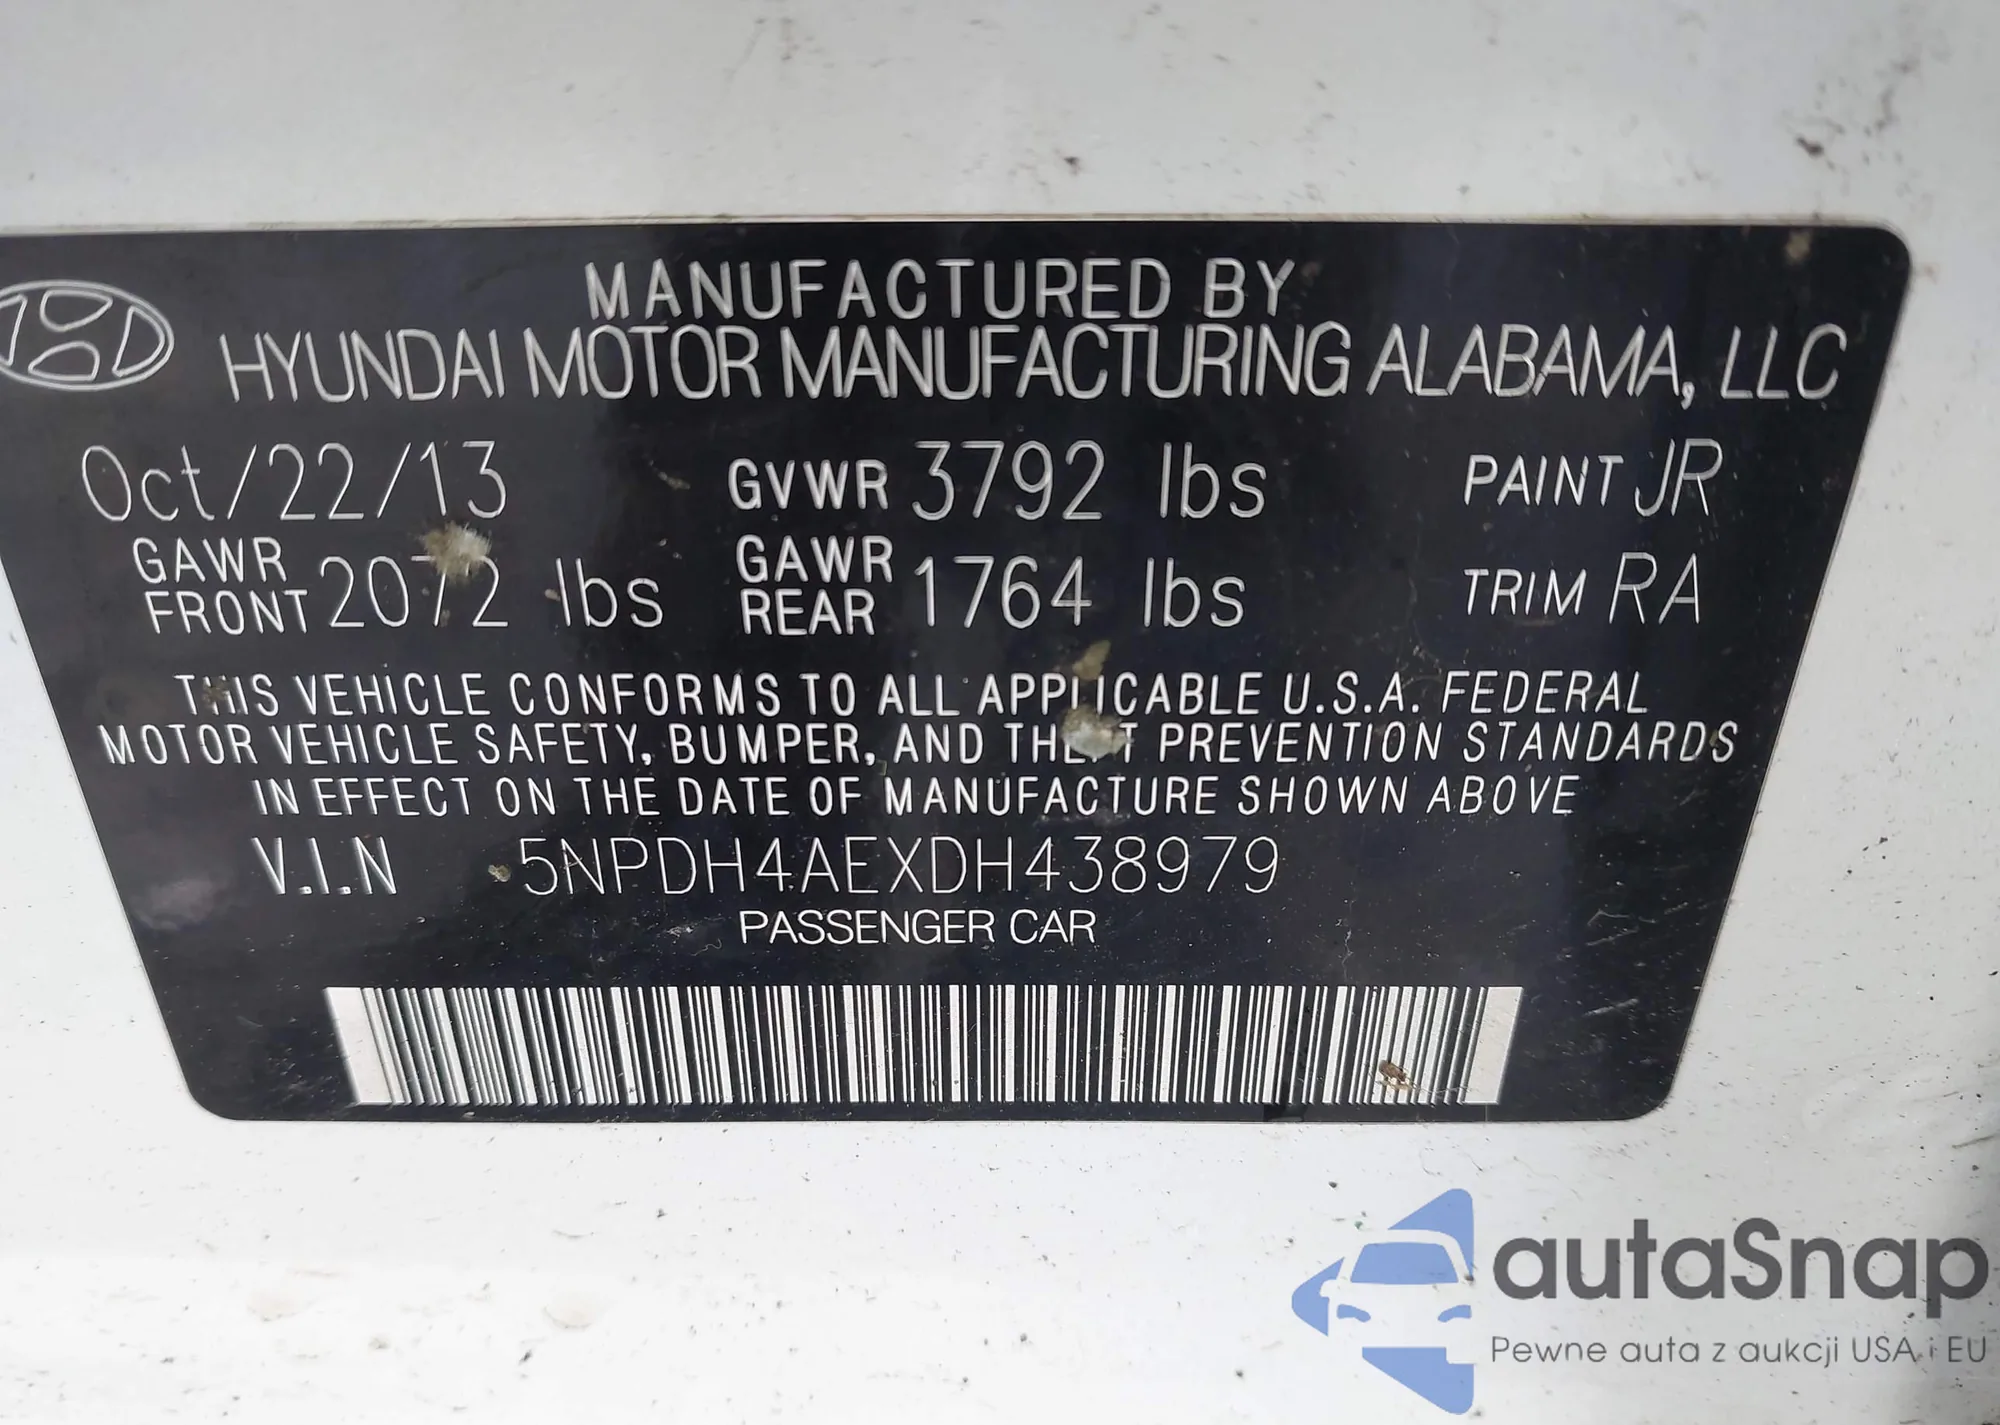 MANUFACTURED BY
HYUNDAI MOTOR MANUFACTURING ALABAMA, LLC
Oct/22/13 GVWR 3792 lbs PAINT JR
GAWR FRONT 2072 lbs GAWR REAR 1764 lbs TRIM RA
THIS VEHICLE CONFORMS TO ALL APPLICABLE U.S.A. FEDERAL
MOTOR VEHICLE SAFETY, BUMPER, AND THEFT PREVENTION STANDARDS
IN EFFECT ON THE DATE OF MANUFACTURE SHOWN ABOVE
V.I.N 5NPDH4AEXDH438979
PASSENGER CAR
autaSnap
Pewne auta z aukcji USA i EU